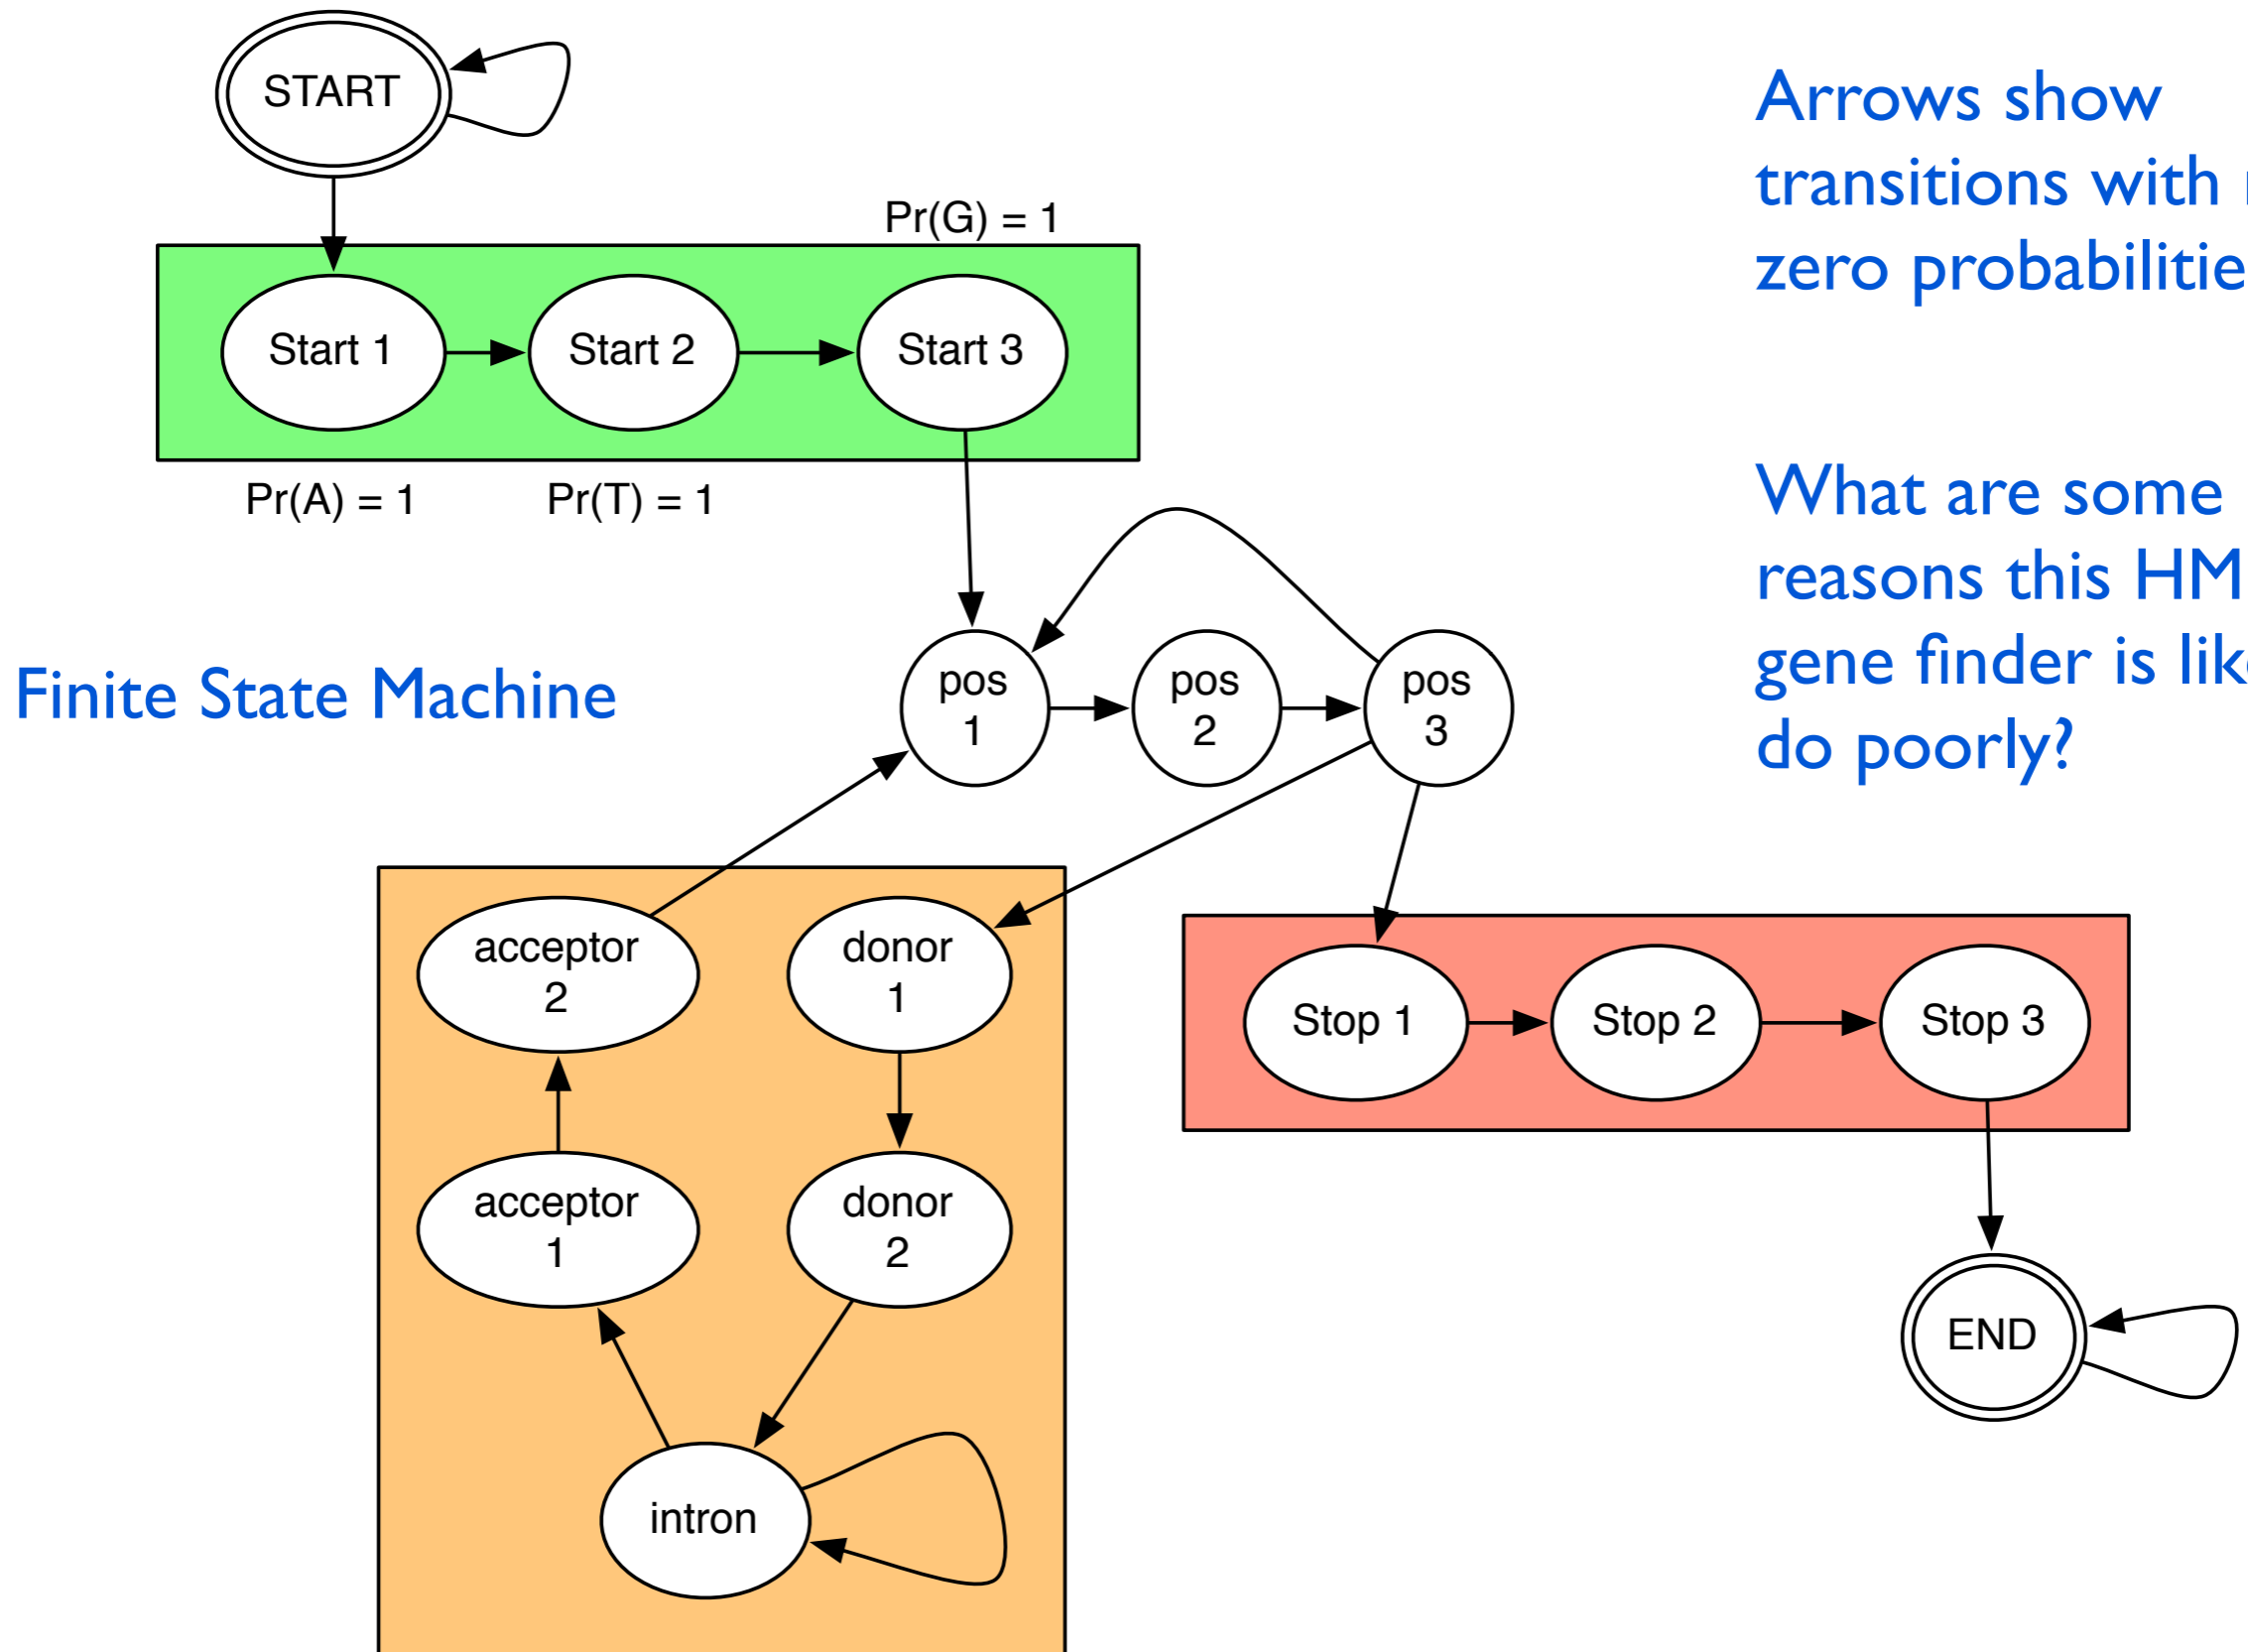 START
Arrows show
transitions with
zero
Pr(G) = 1
Start 1
Start 2
Start 3
Pr(A) = 1
Pr(T) = 1
What are some
reasons this
gene finder is
do poorly?
Finite State Machine
pos
1
pos
2
pos
3
acceptor
2
donor
1
Stop 1
Stop 2
Stop 3
acceptor
1
donor
2
END
intron